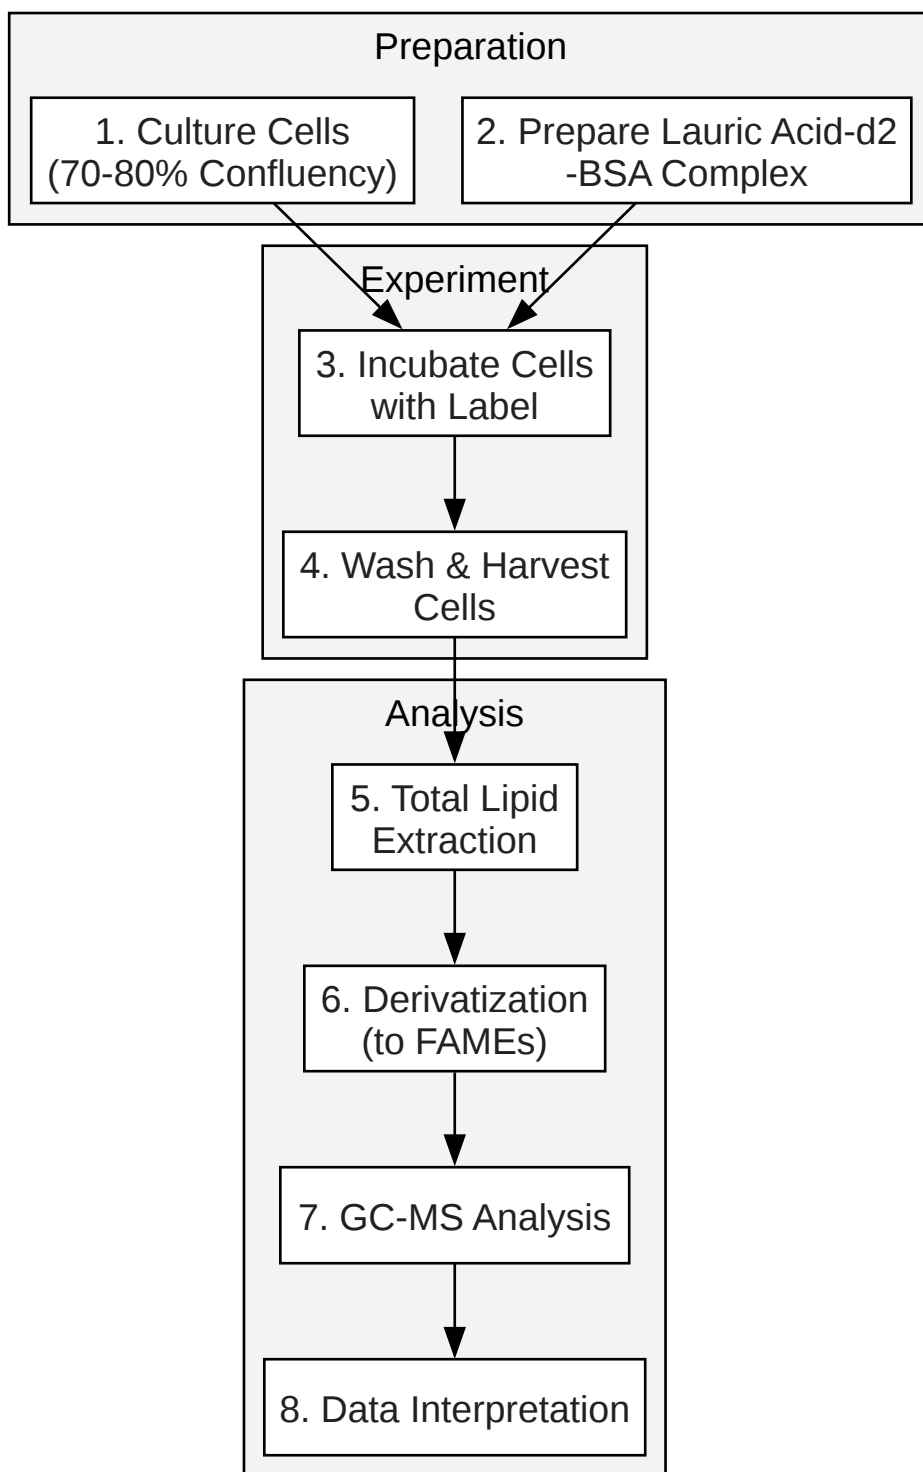 Preparation
1. Culture Cells
(70-80% Confluency)
2. Prepare Lauric Acid-d2
-BSA Complex
Experiment
3. Incubate Cells
with Label
4. Wash & Harvest
Cells
Analysis
5. Total Lipid
Extraction
6. Derivatization
(to FAMEs)
7. GC-MS Analysis
8. Data Interpretation